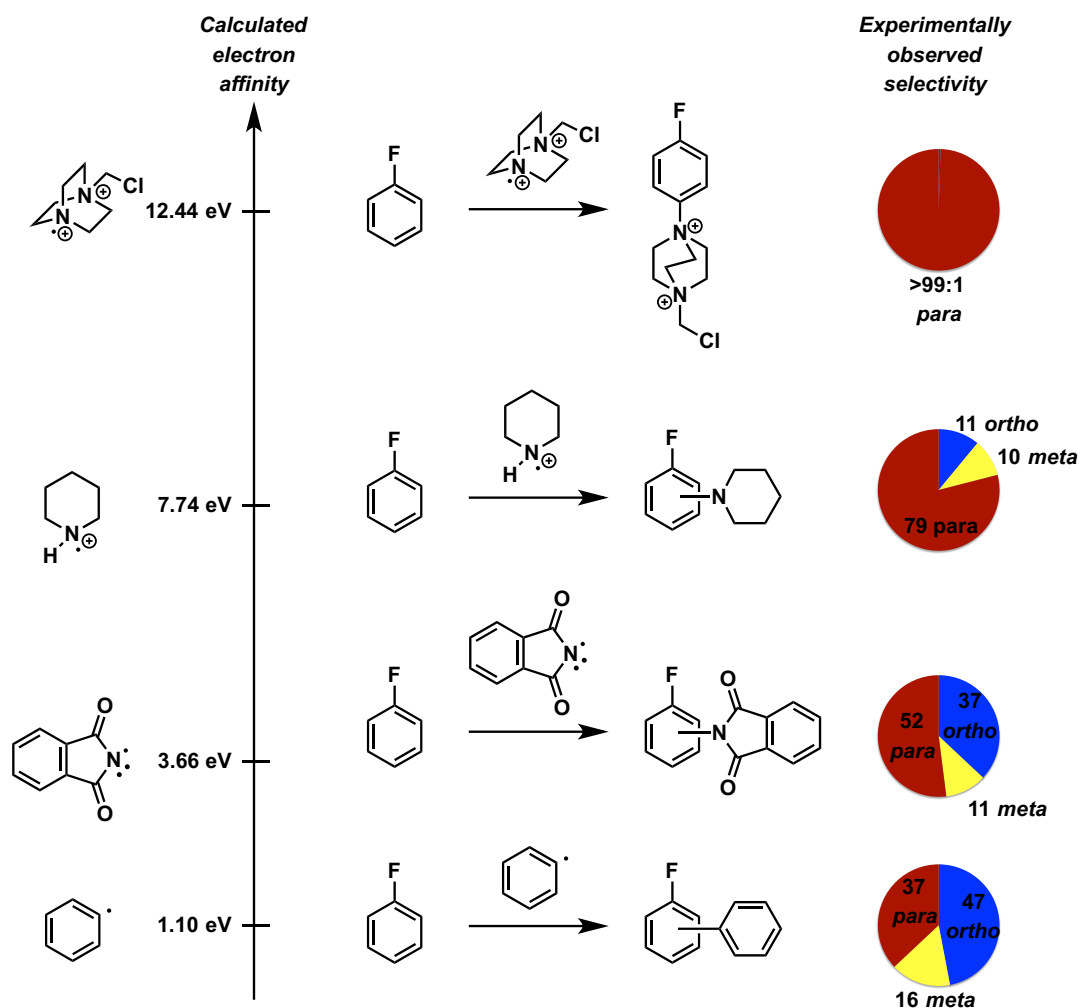 Calculated
electron
affinity
Experimentally
observed
selectivity
12.44 eV
N
⊕
Cl
N
·⊕
F
N
⊕
Cl
N
·⊕
F
N
⊕
N
⊕
Cl
>99:1
para
7.74 eV
N
H
·⊕
F
N
H
·⊕
F
N
11 ortho
10 meta
79 para
3.66 eV
O
N
O
F
O
N
O
F
O
N
O
52
para
37
ortho
11 meta
1.10 eV
F
F
37
para
47
ortho
16 meta